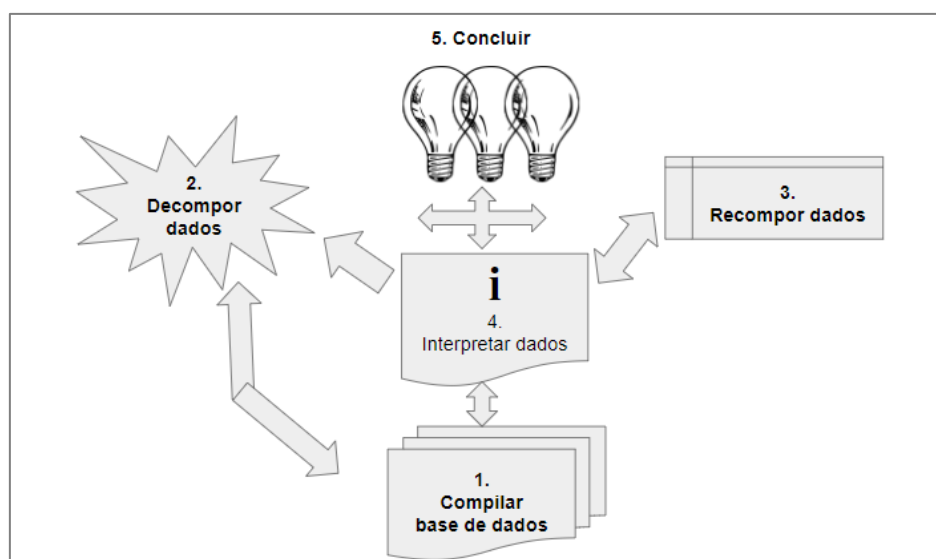 5. Concluir
2.
Decompor
dados
3.
Recompor dados
i
4.
Interpretar dados
1.
Compilar
base de dados